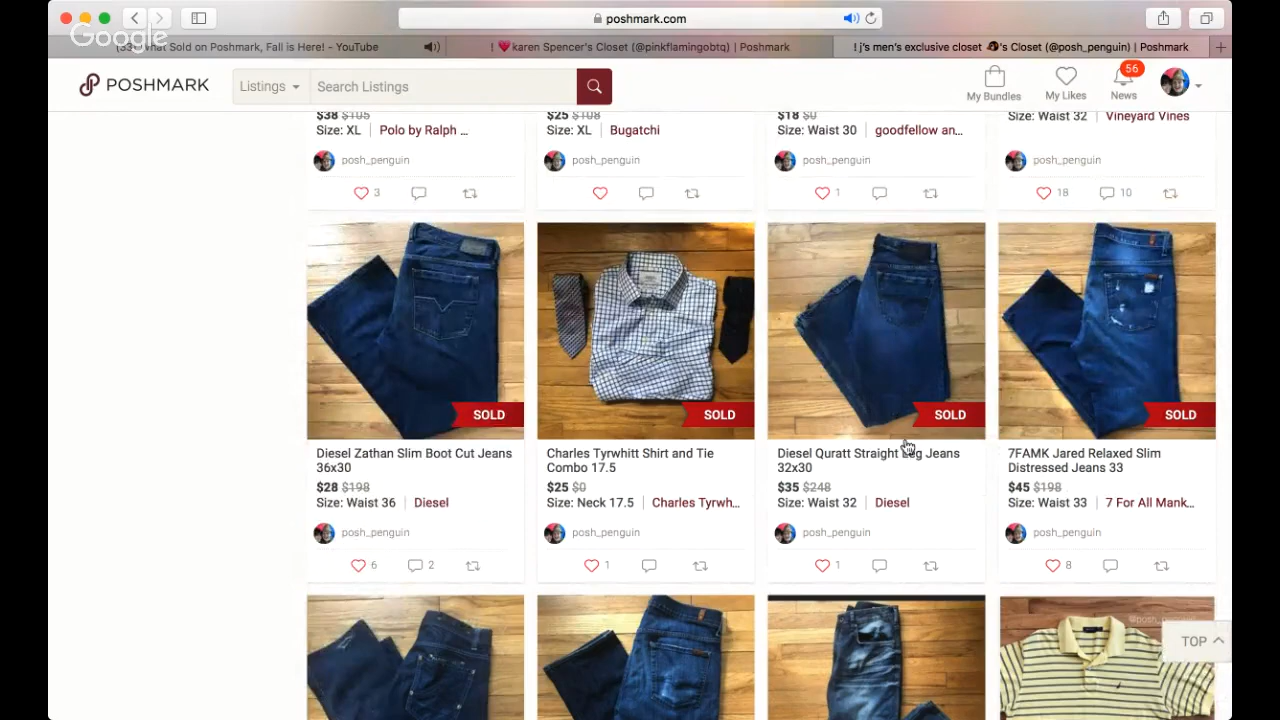 poshmark.com
Google
(33) What Sold on Poshmark, Fall is Here! - YouTube
! ❤karen Spencer's Closet (@pinkflamingobtq) | Poshmark
! j's men's exclusive closet 's Closet (@posh_penguin) | Poshmark
POSHMARK
Listings
Search Listings
My Bundles
My Likes
56
News
$38 $105
Size: XL | Polo by Ralph ...
posh_penguin
3
$25 $108
Size: XL | Bugatchi
posh_penguin
$18 $0
Size: Waist 30 | goodfellow an...
posh_penguin
1
Size: Waist 32 | Vineyard Vines
posh_penguin
18 10
SOLD
Diesel Zathan Slim Boot Cut Jeans
36x30
$28 $198
Size: Waist 36 | Diesel
posh_penguin
6 2
SOLD
Charles Tyrwhitt Shirt and Tie
Combo 17.5
$25 $0
Size: Neck 17.5 | Charles Tyrwh...
posh_penguin
1
SOLD
Diesel Quratt Straight Leg Jeans
32x30
$35 $248
Size: Waist 32 | Diesel
posh_penguin
1
SOLD
7FAMK Jared Relaxed Slim
Distressed Jeans 33
$45 $198
Size: Waist 33 | 7 For All Mank...
posh_penguin
8
@posh_penguin
TOP